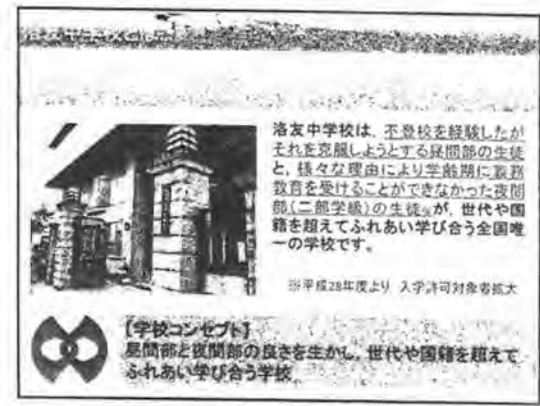 洛友中学校とは
洛友中学校は、不登校を経験したが
それを克服しようとする昼間部の生徒
と、様々な理由により学齢期に義務
教育を受けることができなかった夜間
部(二部学級)の生徒※が、世代や国
籍を超えてふれあい学び合う全国唯
一の学校です。
※平成28年度より 入学許可対象者拡大
【学校コンセプト】
昼間部と夜間部の良さを生かし、世代や国籍を超えて
ふれあい学び合う学校